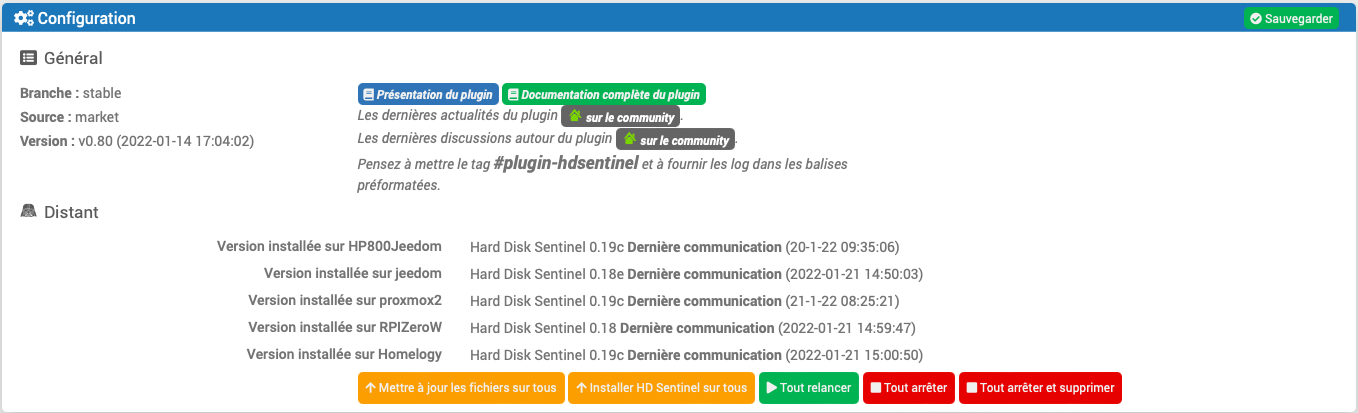 Configuration
Sauvegarder
Général
Branche : stable
Source : market
Version : v0.80 (2022-01-14 17:04:02)
Présentation du plugin Documentation complète du plugin
Les dernières actualités du plugin sur le community.
Les dernières discussions autour du plugin sur le community.
Pensez à mettre le tag #plugin-hdsentinel et à fournir les log dans les balises
préformatées.
Distant
Version installée sur HP800Jeedom Hard Disk Sentinel 0.19c Dernière communication (20-1-22 09:35:06)
Version installée sur jeedom Hard Disk Sentinel 0.18e Dernière communication (2022-01-21 14:50:03)
Version installée sur proxmox2 Hard Disk Sentinel 0.19c Dernière communication (21-1-22 08:25:21)
Version installée sur RPIZeroW Hard Disk Sentinel 0.18 Dernière communication (2022-01-21 14:59:47)
Version installée sur Homelogy Hard Disk Sentinel 0.19c Dernière communication (2022-01-21 15:00:50)
Mettre à jour les fichiers sur tous Installer HD Sentinel sur tous Tout relancer Tout arrêter Tout arrêter et supprimer